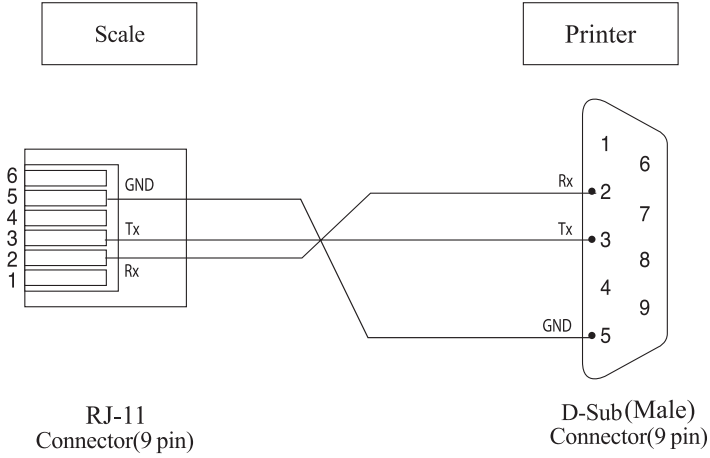 Scale
Printer
6
5
4
3
2
1
GND
Tx
Rx
Rx
Tx
GND
1
2
3
4
5
6
7
8
9
RJ-11
Connector(9 pin)
D-Sub(Male)
Connector(9 pin)